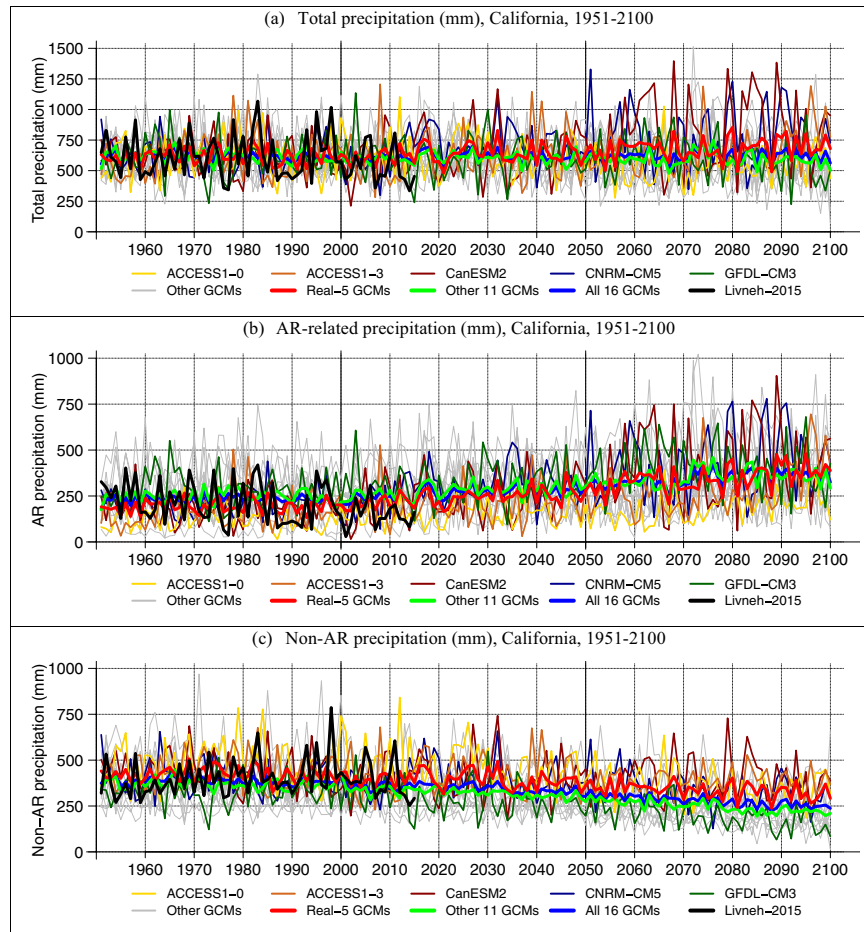 (a) Total precipitation (mm), California, 1951-2100
Total precipitation (mm)
1500
1250
1000
750
500
250
0
1960 1970 1980 1990 2000 2010 2020 2030 2040 2050 2060 2070 2080 2090 2100
ACCESS1-0 ACCESS1-3 CanESM2 CNRM-CM5 GFDL-CM3
Other GCMs Real-5 GCMs Other 11 GCMs All 16 GCMs Livneh-2015
(b) AR-related precipitation (mm), California, 1951-2100
AR precipitation (mm)
1000
750
500
250
0
1960 1970 1980 1990 2000 2010 2020 2030 2040 2050 2060 2070 2080 2090 2100
ACCESS1-0 ACCESS1-3 CanESM2 CNRM-CM5 GFDL-CM3
Other GCMs Real-5 GCMs Other 11 GCMs All 16 GCMs Livneh-2015
(c) Non-AR precipitation (mm), California, 1951-2100
Non-AR precipitation (mm)
1000
750
500
250
0
1960 1970 1980 1990 2000 2010 2020 2030 2040 2050 2060 2070 2080 2090 2100
ACCESS1-0 ACCESS1-3 CanESM2 CNRM-CM5 GFDL-CM3
Other GCMs Real-5 GCMs Other 11 GCMs All 16 GCMs Livneh-2015